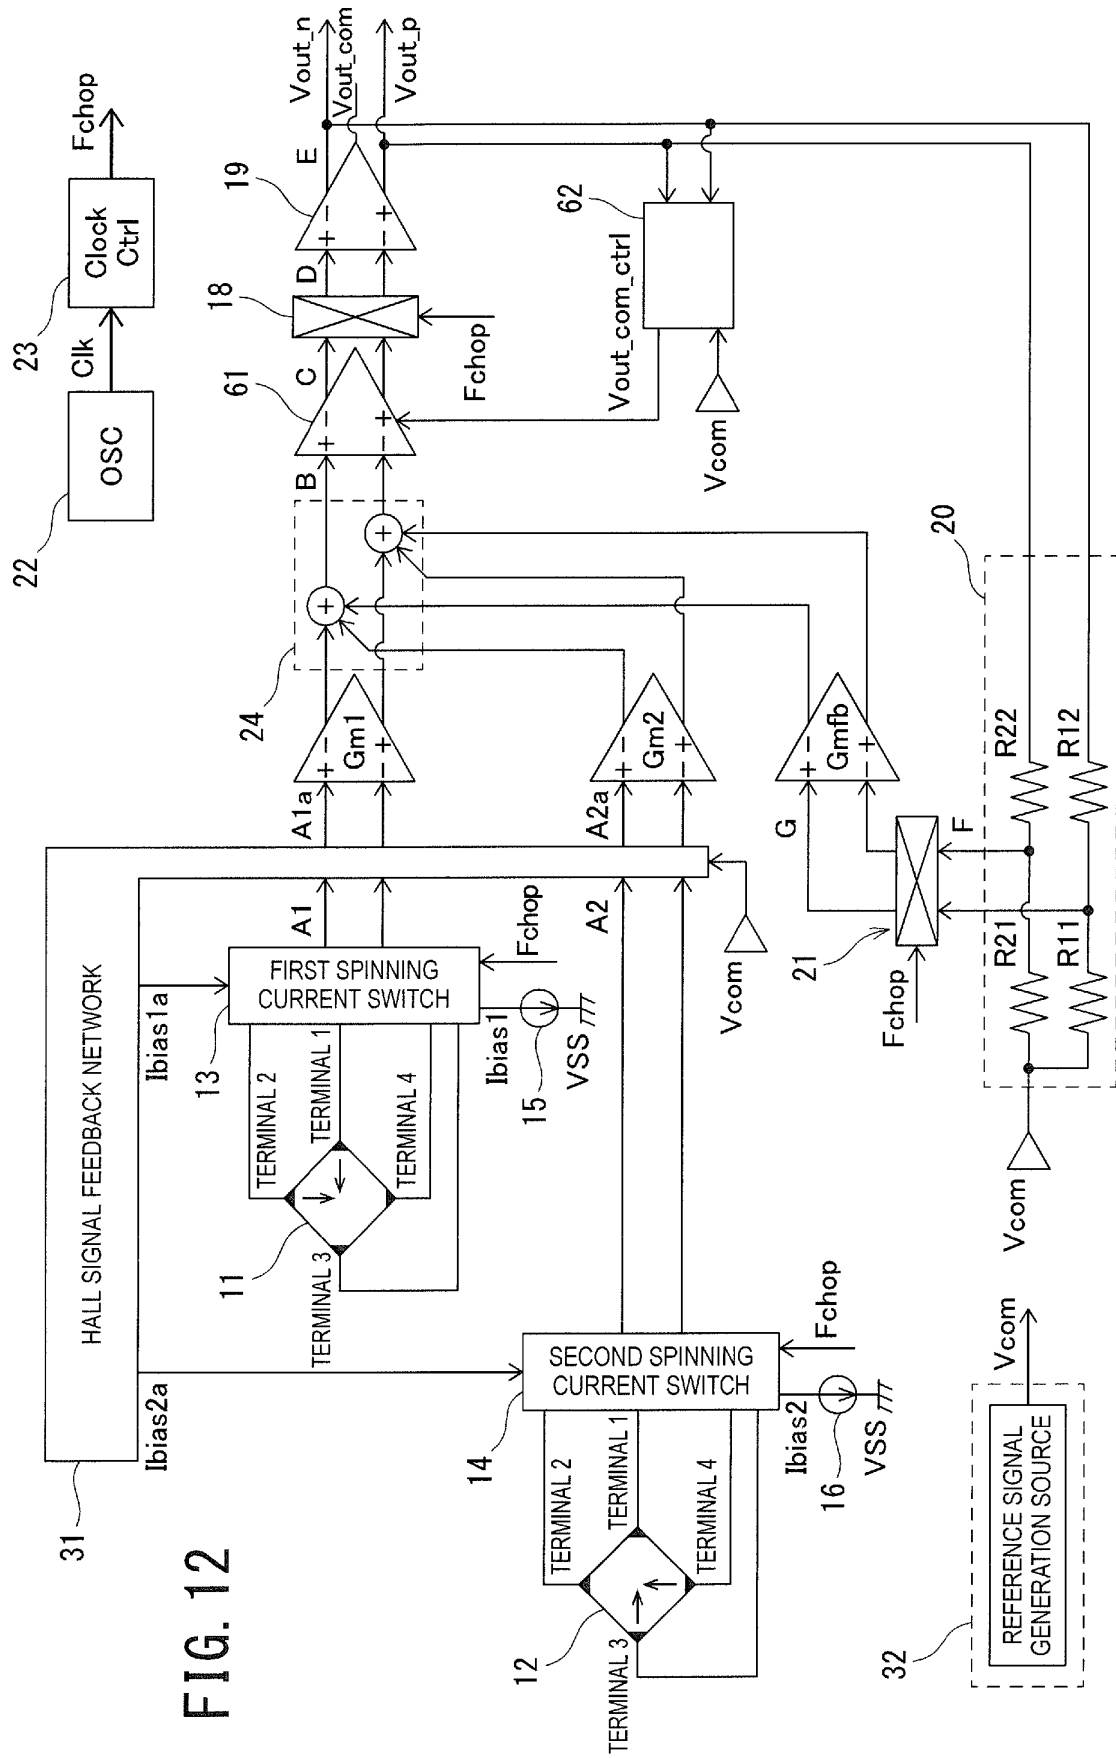 FIG. 12
22
OSC
Clk
23
Clock
Ctrl
Fchop
31
HALL SIGNAL FEEDBACK NETWORK
Ibias2a
Ibias1a
11
TERMINAL 2
TERMINAL 1
TERMINAL 3
TERMINAL 4
13
FIRST SPINNING
CURRENT SWITCH
Ibias1
15
VSS
Fchop
A1
A1a
+ −
Gm1
− +
24
+
+
B
61
+ −
− +
C
18
Fchop
D
19
+ −
− +
E
Vout_n
Vout_com
Vout_p
12
TERMINAL 2
TERMINAL 1
TERMINAL 3
TERMINAL 4
14
SECOND SPINNING
CURRENT SWITCH
Ibias2
16
VSS
Fchop
A2
A2a
+ −
Gm2
− +
Vcom
Vout_com_ctrl
62
Vcom
G
− +
Gmfb
+ −
21
Fchop
F
20
R21
R22
R11
R12
Vcom
32
REFERENCE SIGNAL
GENERATION SOURCE
Vcom